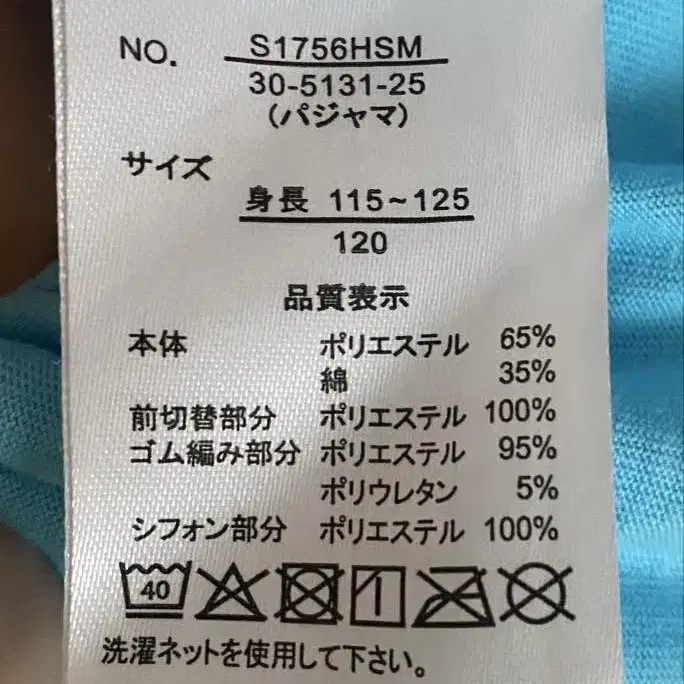 NO. S1756HSM
30-5131-25
(パジャマ)
サイズ
身長 115~125
120
品質表示
本体 ポリエステル 65%
綿 35%
前切替部分 ポリエステル 100%
ゴム編み部分 ポリエステル 95%
ポリウレタン 5%
シフォン部分 ポリエステル 100%
40
洗濯ネットを使用して下さい。